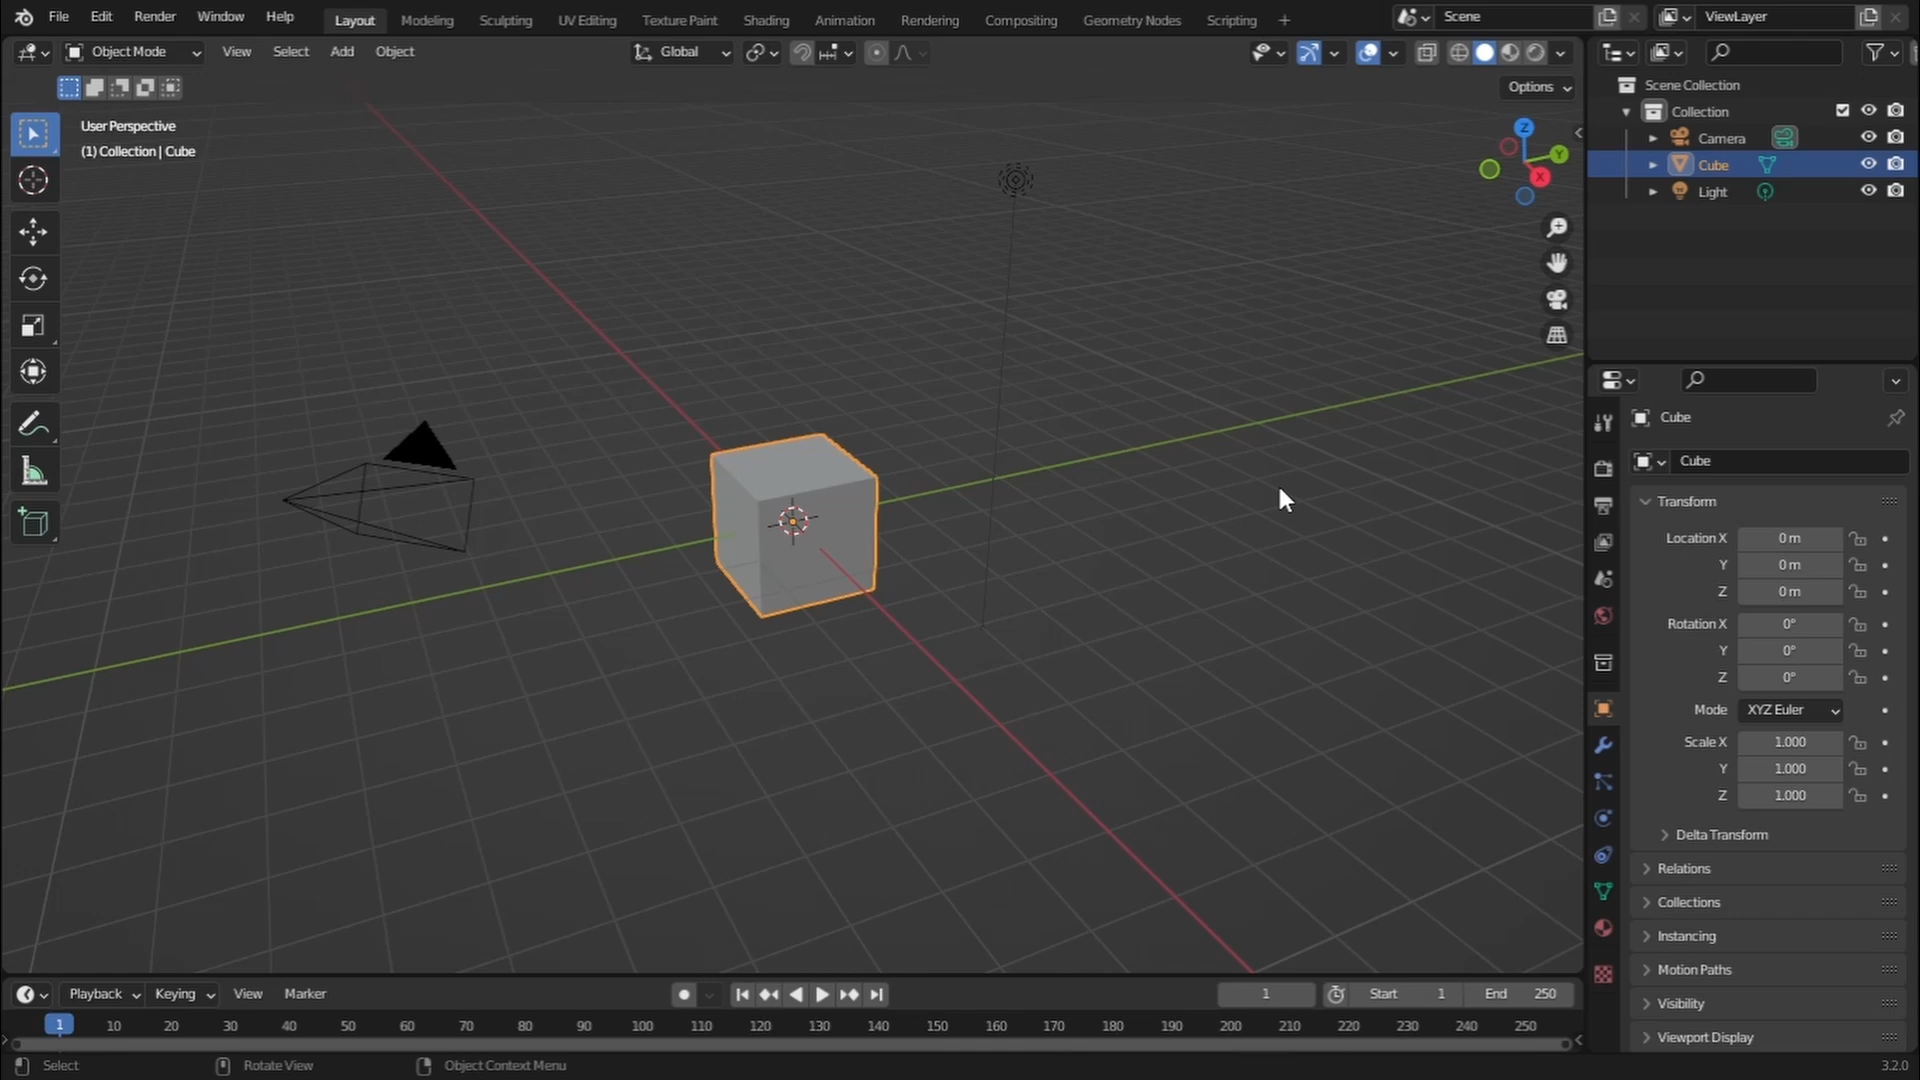 File Edit Render Window Help Layout Modeling Sculpting UV Editing Texture Paint Shading Animation Rendering Compositing Geometry Nodes Scripting + Scene ViewLayer
Object Mode View Select Add Object Global
Options
User Perspective
(1) Collection | Cube
Z
Y
X
Scene Collection
Collection
Camera
Cube
Light
Cube
Cube
Transform
Location X 0 m
Y 0 m
Z 0 m
Rotation X 0°
Y 0°
Z 0°
Mode XYZ Euler
Scale X 1.000
Y 1.000
Z 1.000
Delta Transform
Relations
Collections
Instancing
Motion Paths
Visibility
Viewport Display
Playback Keying View Marker 1 Start 1 End 250
1 10 20 30 40 50 60 70 80 90 100 110 120 130 140 150 160 170 180 190 200 210 220 230 240 250
Select Rotate View Object Context Menu 3.2.0